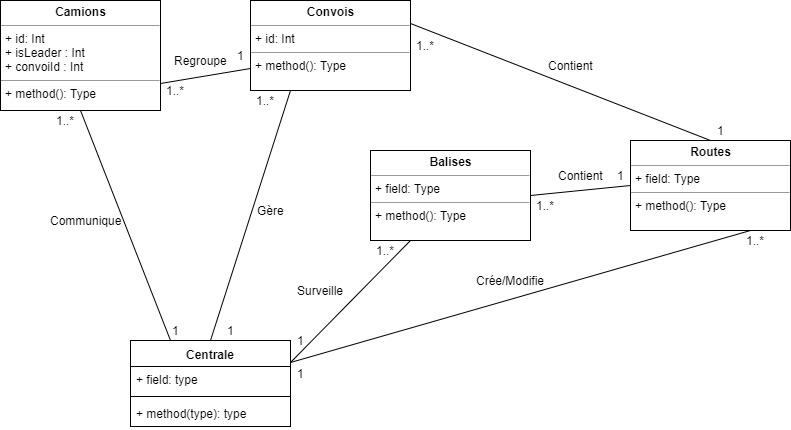 Camions
+ id: Int
+ isLeader : Int
+ convoiId : Int
+ method(): Type
Convois
+ id: Int
+ method(): Type
Regroupe
1
1..*
1..*
1..*
1..*
Contient
1
Routes
+ field: Type
+ method(): Type
Balises
+ field: Type
+ method(): Type
Contient
1
1..*
Communique
Gère
1..*
1..*
Surveille
Crée/Modifie
1
1
1
1
Centrale
+ field: type
+ method(type): type